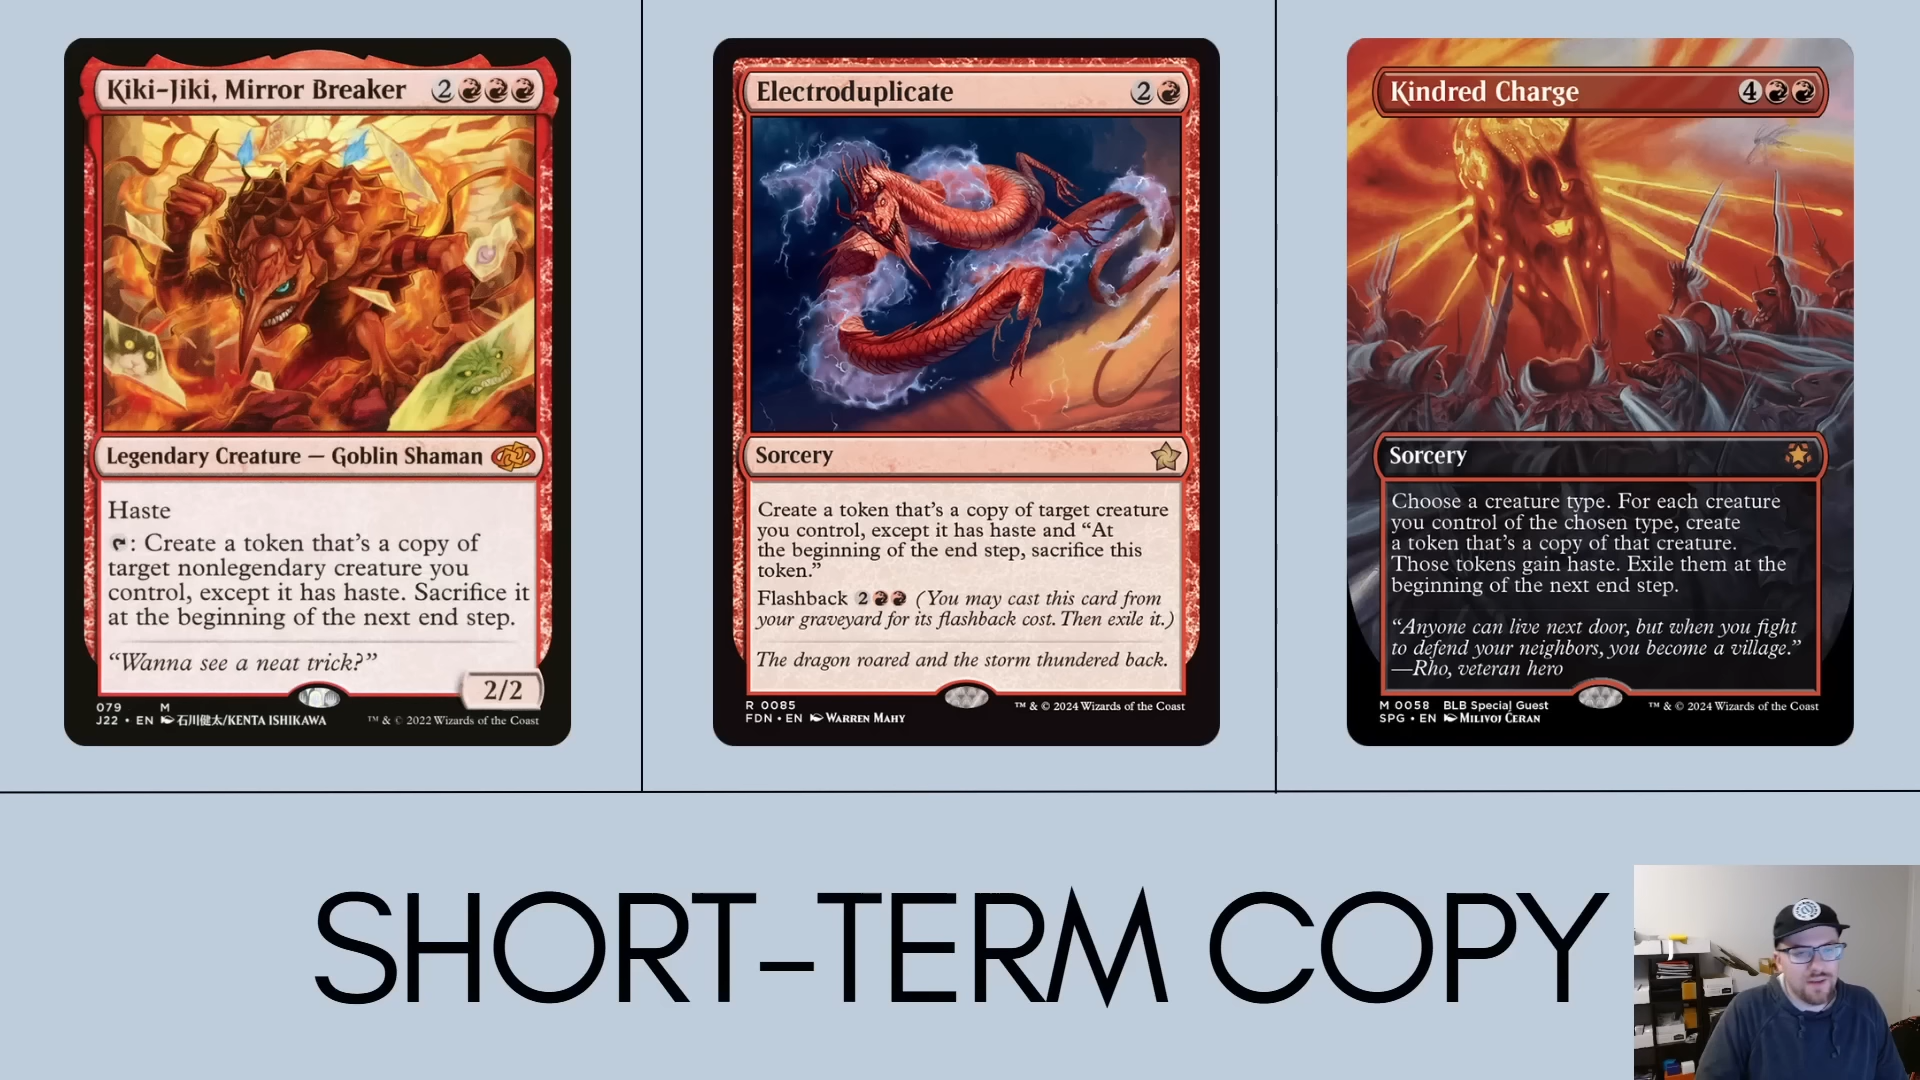 Kiki-Jiki, Mirror Breaker 2
Legendary Creature — Goblin Shaman
Haste
: Create a token that's a copy of
target nonlegendary creature you
control, except it has haste. Sacrifice it
at the beginning of the next end step.
“Wanna see a neat trick?”
2/2
079 M
J22 • EN 石川健太/KENTA ISHIKAWA
™ & © 2022 Wizards of the Coast
Electroduplicate 2
Sorcery
Create a token that's a copy of target creature
you control, except it has haste and “At
the beginning of the end step, sacrifice this
token.”
Flashback 2 (You may cast this card from
your graveyard for its flashback cost. Then exile it.)
The dragon roared and the storm thundered back.
R 0085
FDN • EN WARREN MAHY
™ & © 2024 Wizards of the Coast
Kindred Charge 4
Sorcery
Choose a creature type. For each creature
you control of the chosen type, create
a token that's a copy of that creature.
Those tokens gain haste. Exile them at the
beginning of the next end step.
“Anyone can live next door, but when you fight
to defend your neighbors, you become a village.”
—Rho, veteran hero
M 0058 BLB Special Guest
SPG • EN MILIVOJ ĆERAN
™ & © 2024 Wizards of the Coast
SHORT-TERM COPY